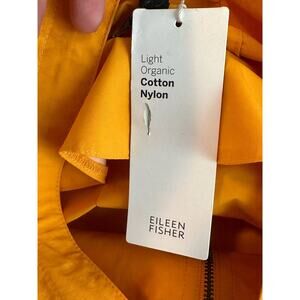 Light
Organic
Cotton
Nylon
EILEEN
FISHER